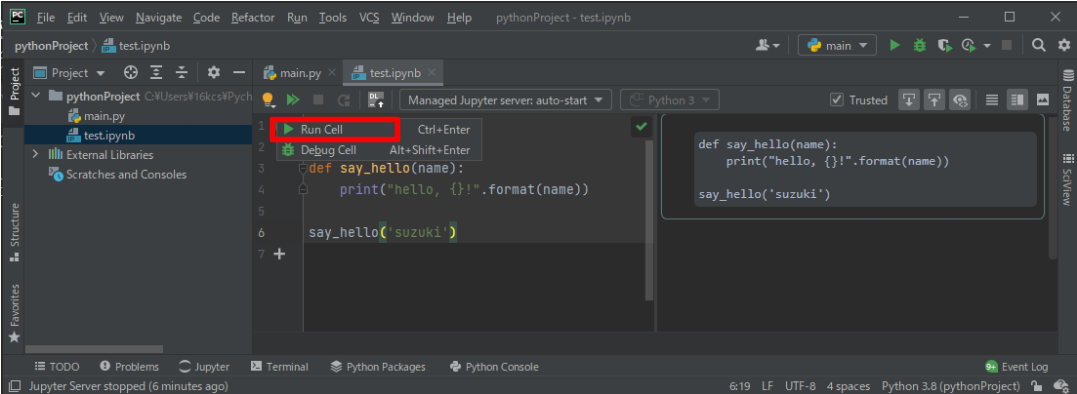 PC File Edit View Navigate Code Refactor Run Tools VCS Window Help pythonProject - test.ipynb
pythonProject test.ipynb main
Project Project main.py test.ipynb
pythonProject C:¥Users¥16kcs¥Pych Managed Jupyter server: auto-start Python 3 Trusted
main.py
test.ipynb
External Libraries
Scratches and Consoles
1 Run Cell Ctrl+Enter
2 Debug Cell Alt+Shift+Enter
3 def say_hello(name):
4 print("hello, {}!".format(name))
5
6 say_hello('suzuki')
7 +
def say_hello(name):
print("hello, {}!".format(name))
say_hello('suzuki')
Database
SciView
Structure
Favorites
TODO Problems Jupyter Terminal Python Packages Python Console 9+ Event Log
Jupyter Server stopped (6 minutes ago) 6:19 LF UTF-8 4 spaces Python 3.8 (pythonProject)